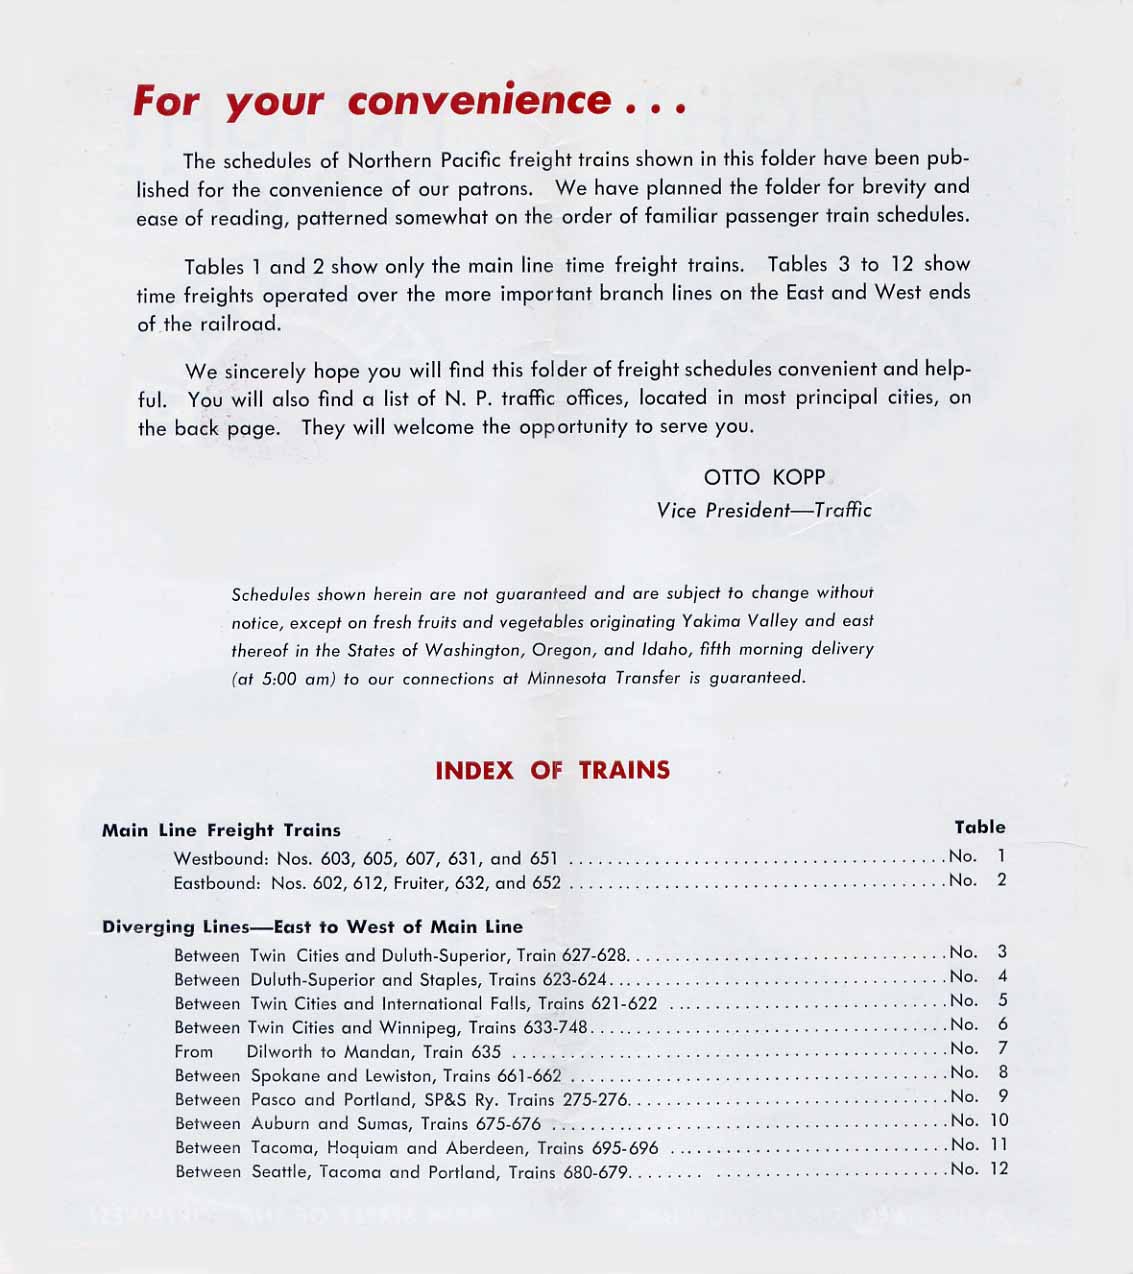 For your convenience . . .
The schedules of Northern Pacific freight trains shown in this folder have been pub-
lished for the convenience of our patrons. We have planned the folder for brevity and
ease of reading, patterned somewhat on the order of familiar passenger train schedules.
Tables 1 and 2 show only the main line time freight trains. Tables 3 to 12 show
time freights operated over the more important branch lines on the East and West ends
of the railroad.
We sincerely hope you will find this folder of freight schedules convenient and help-
ful. You will also find a list of N. P. traffic offices, located in most principal cities, on
the back page. They will welcome the opportunity to serve you.
OTTO KOPP
Vice President—Traffic
Schedules shown herein are not guaranteed and are subject to change without
notice, except on fresh fruits and vegetables originating Yakima Valley and east
thereof in the States of Washington, Oregon, and Idaho, fifth morning delivery
(at 5:00 am) to our connections at Minnesota Transfer is guaranteed.
INDEX OF TRAINS
Main Line Freight Trains Table
Westbound: Nos. 603, 605, 607, 631, and 651 ........................................ No. 1
Eastbound: Nos. 602, 612, Fruiter, 632, and 652 ........................................ No. 2
Diverging Lines—East to West of Main Line
Between Twin Cities and Duluth-Superior, Train 627-628.................................. No. 3
Between Duluth-Superior and Staples, Trains 623-624.................................... No. 4
Between Twin Cities and International Falls, Trains 621-622 .............................. No. 5
Between Twin Cities and Winnipeg, Trains 633-748...................................... No. 6
From Dilworth to Mandan, Train 635 .............................................. No. 7
Between Spokane and Lewiston, Trains 661-662 ........................................ No. 8
Between Pasco and Portland, SP&S Ry. Trains 275-276.................................. No. 9
Between Auburn and Sumas, Trains 675-676 .......................................... No. 10
Between Tacoma, Hoquiam and Aberdeen, Trains 695-696 .............................. No. 11
Between Seattle, Tacoma and Portland, Trains 680-679........ ......................... No. 12